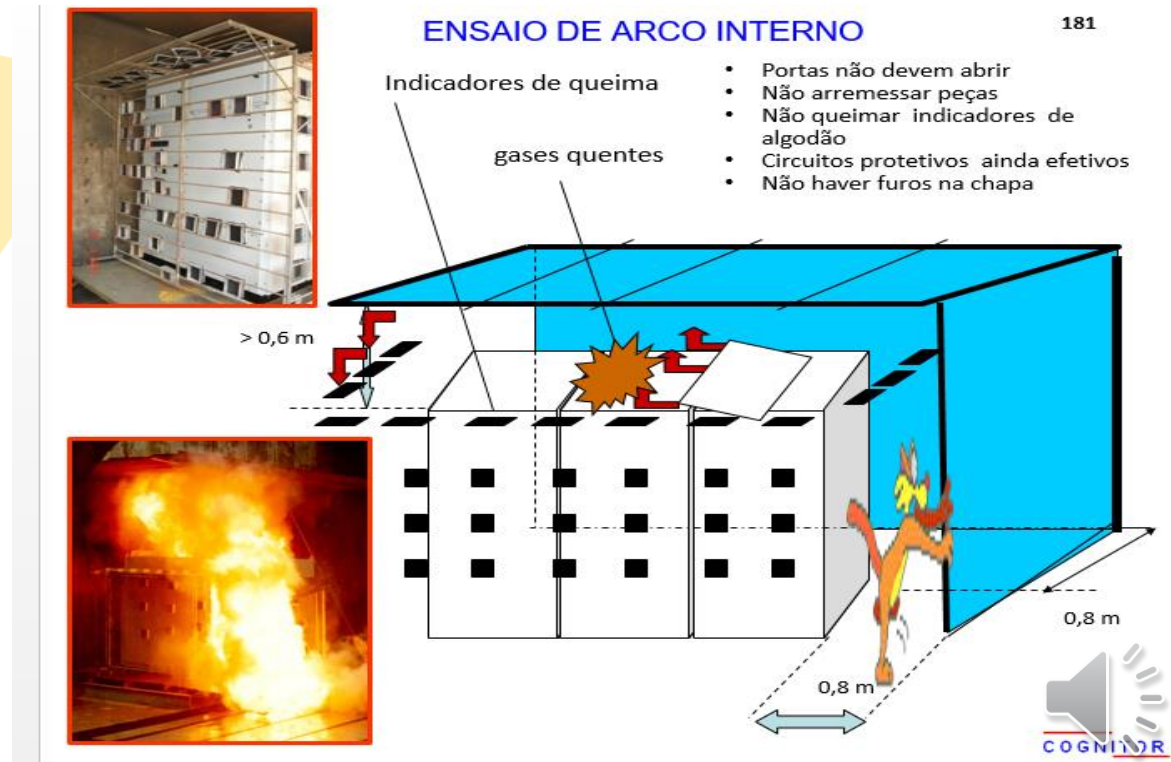 ENSAIO DE ARCO INTERNO
181
Indicadores de queima
gases quentes
• Portas não devem abrir
• Não arremessar peças
• Não queimar indicadores de
algodão
• Circuitos protetivos ainda efetivos
• Não haver furos na chapa
> 0,6 m
0,8 m
0,8 m
COGNITOR